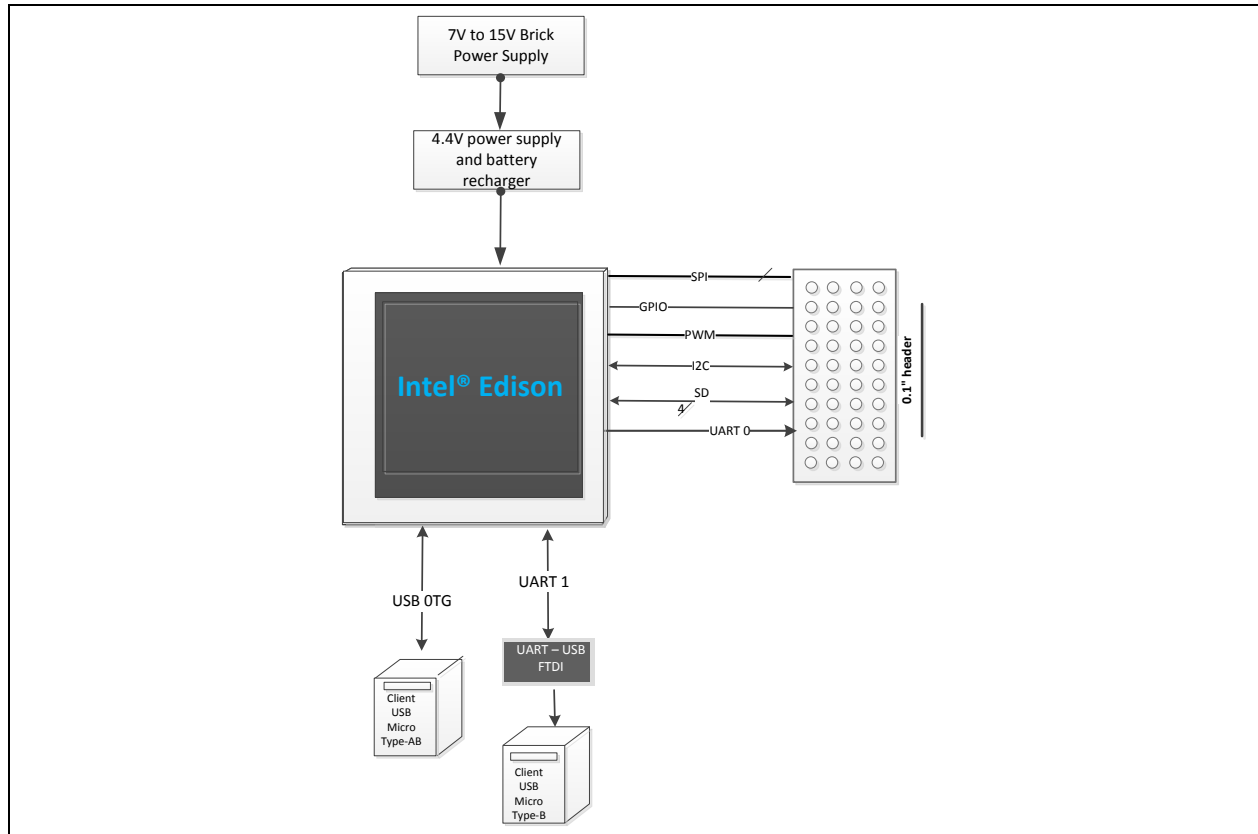 7V to 15V Brick
Power Supply
4.4V power supply
and battery
recharger
SPI
GPIO
PWM
I2C
SD
4
UART 0
Intel® Edison
0.1" header
USB 0TG
UART 1
UART – USB
FTDI
Client
USB
Micro
Type-AB
Client
USB
Micro
Type-B